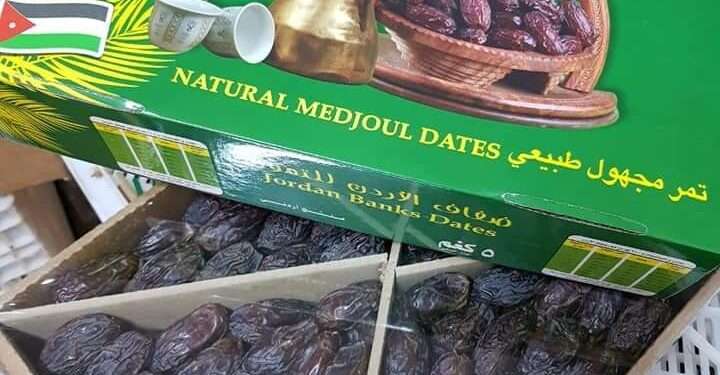 NATURAL MEDJOUL DATES تمر مجهول طبيعي
ضفاف الأردن للتمور
Jordan Banks Dates
٥ كغم